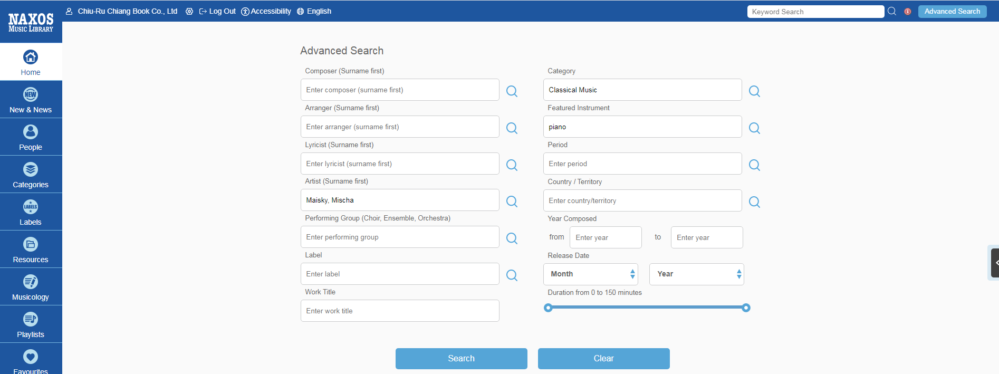 NAXOS
MUSIC LIBRARY
Chiu-Ru Chiang Book Co., Ltd Log Out Accessibility English
Keyword Search
Advanced Search
Home
NEW
New & News
People
Categories
LABELS
Labels
Resources
Musicology
Playlists
Favourites
Advanced Search
Composer (Surname first)
Enter composer (surname first)
Arranger (Surname first)
Enter arranger (surname first)
Lyricist (Surname first)
Enter lyricist (surname first)
Artist (Surname first)
Maisky, Mischa
Performing Group (Choir, Ensemble, Orchestra)
Enter performing group
Label
Enter label
Work Title
Enter work title
Category
Classical Music
Featured Instrument
piano
Period
Enter period
Country / Territory
Enter country/territory
Year Composed
from Enter year to Enter year
Release Date
Month Year
Duration from 0 to 150 minutes
Search Clear